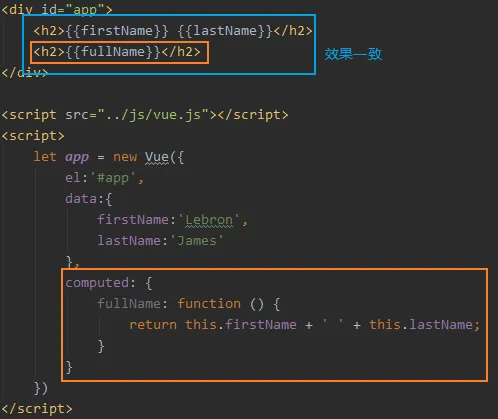 <div id="app">
<h2>{{firstName}} {{lastName}}</h2>
<h2>{{fullName}}</h2>
效果一致
</div>
<script src="../js/vue.js"></script>
<script>
let app = new Vue({
el:'#app',
data:{
firstName:'Lebron',
lastName:'James'
},
computed: {
fullName: function () {
return this.firstName + ' ' + this.lastName;
}
}
})
</script>